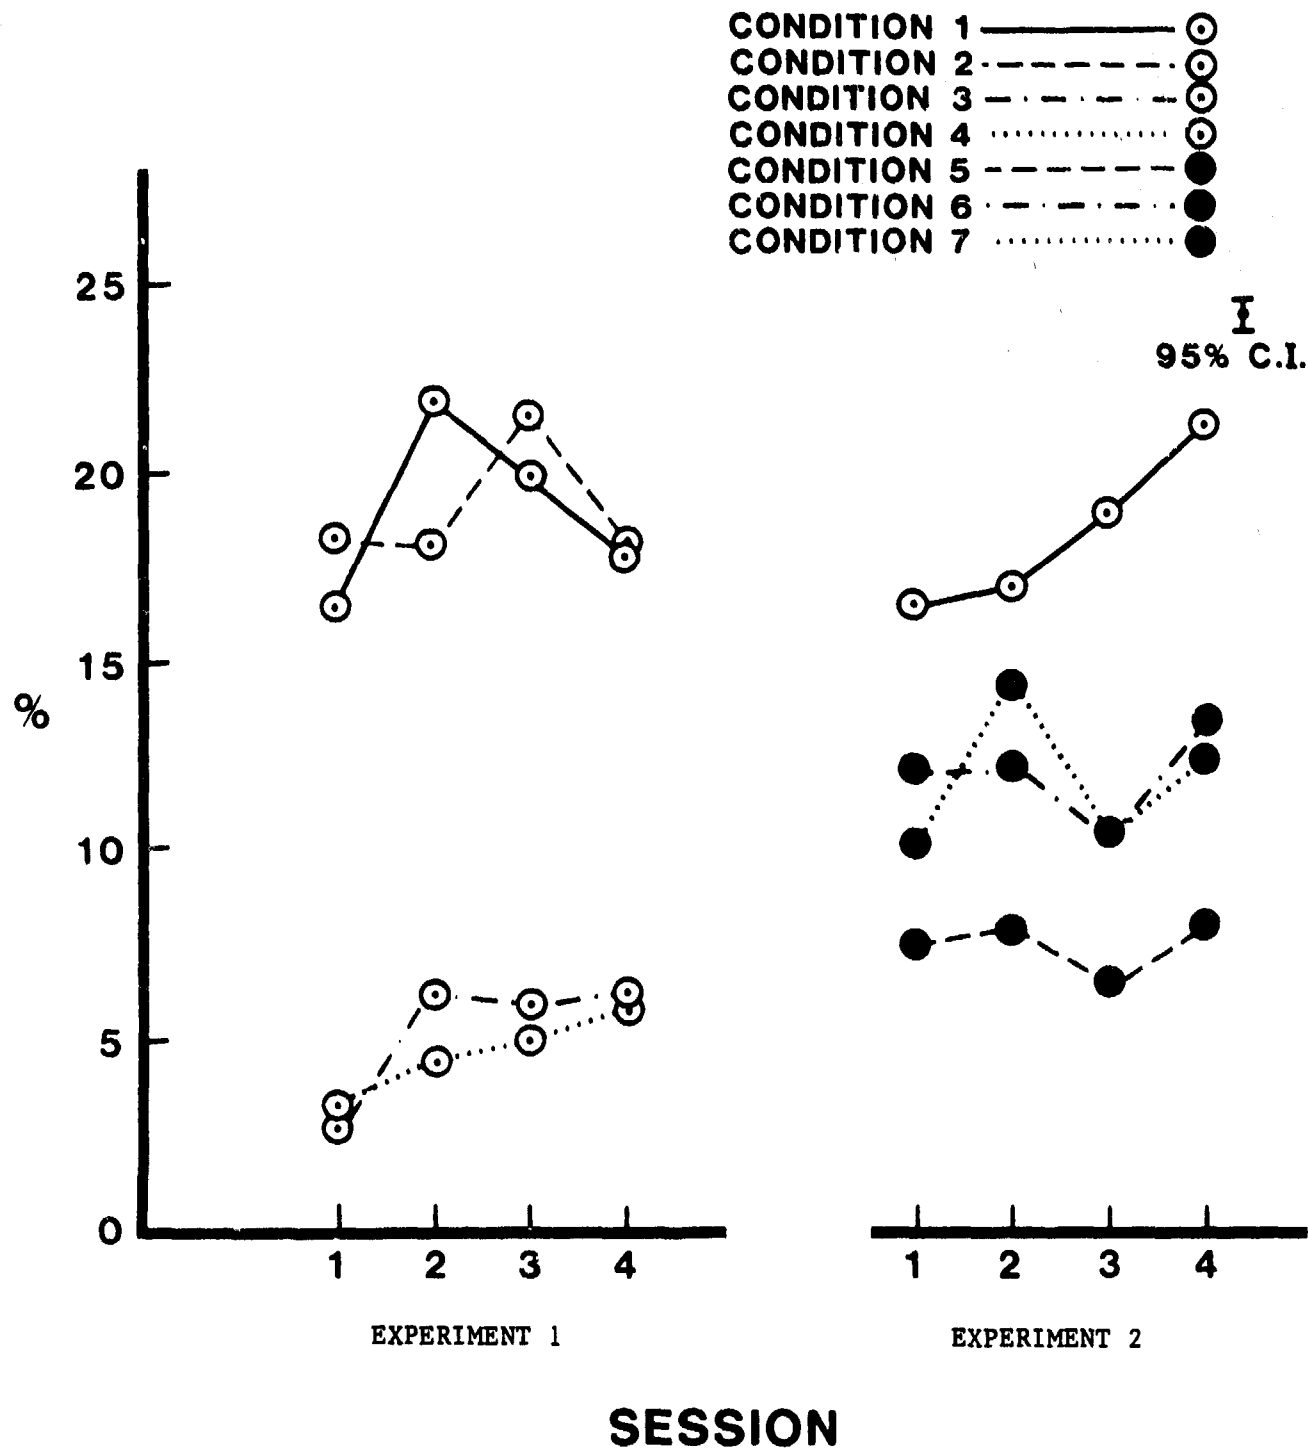 CONDITION 1
CONDITION 2
CONDITION 3
CONDITION 4
CONDITION 5
CONDITION 6
CONDITION 7
95% C.I.
25
20
15
%
10
5
0
1 2 3 4
1 2 3 4
EXPERIMENT 1
EXPERIMENT 2
SESSION